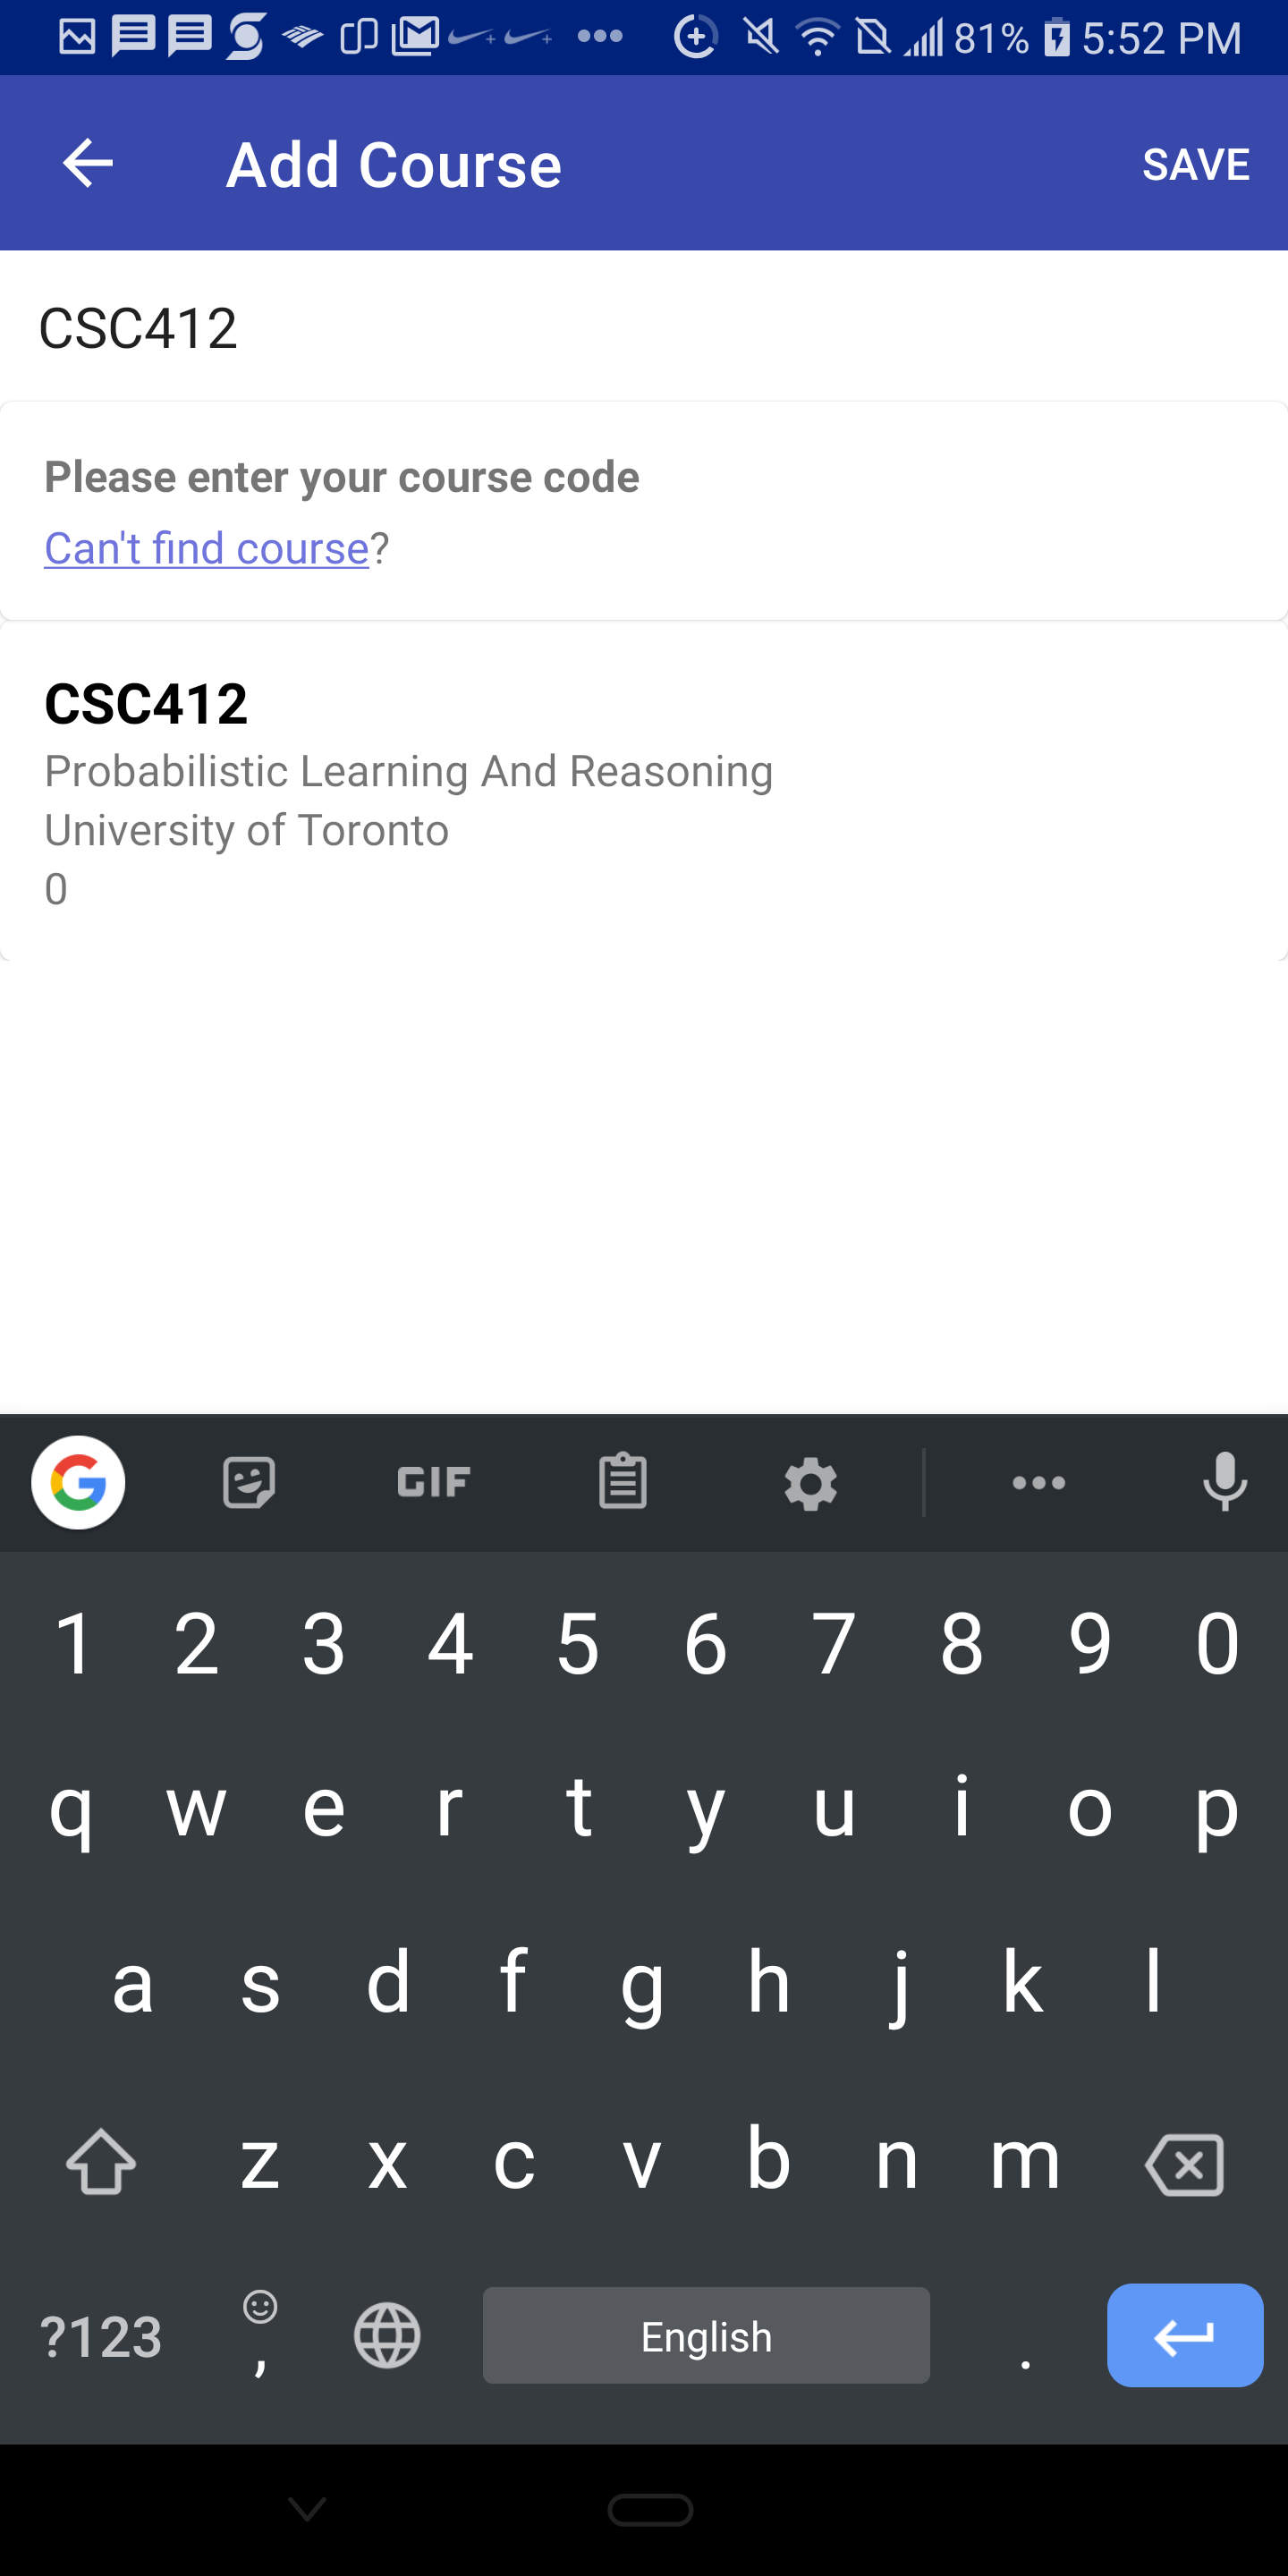 81% 5:52 PM
Add Course SAVE
CSC412
Please enter your course code
Can't find course?
CSC412
Probabilistic Learning And Reasoning
University of Toronto
0
G GIF
1 2 3 4 5 6 7 8 9 0
q w e r t y u i o p
a s d f g h j k l
z x c v b n m
?123 , English .